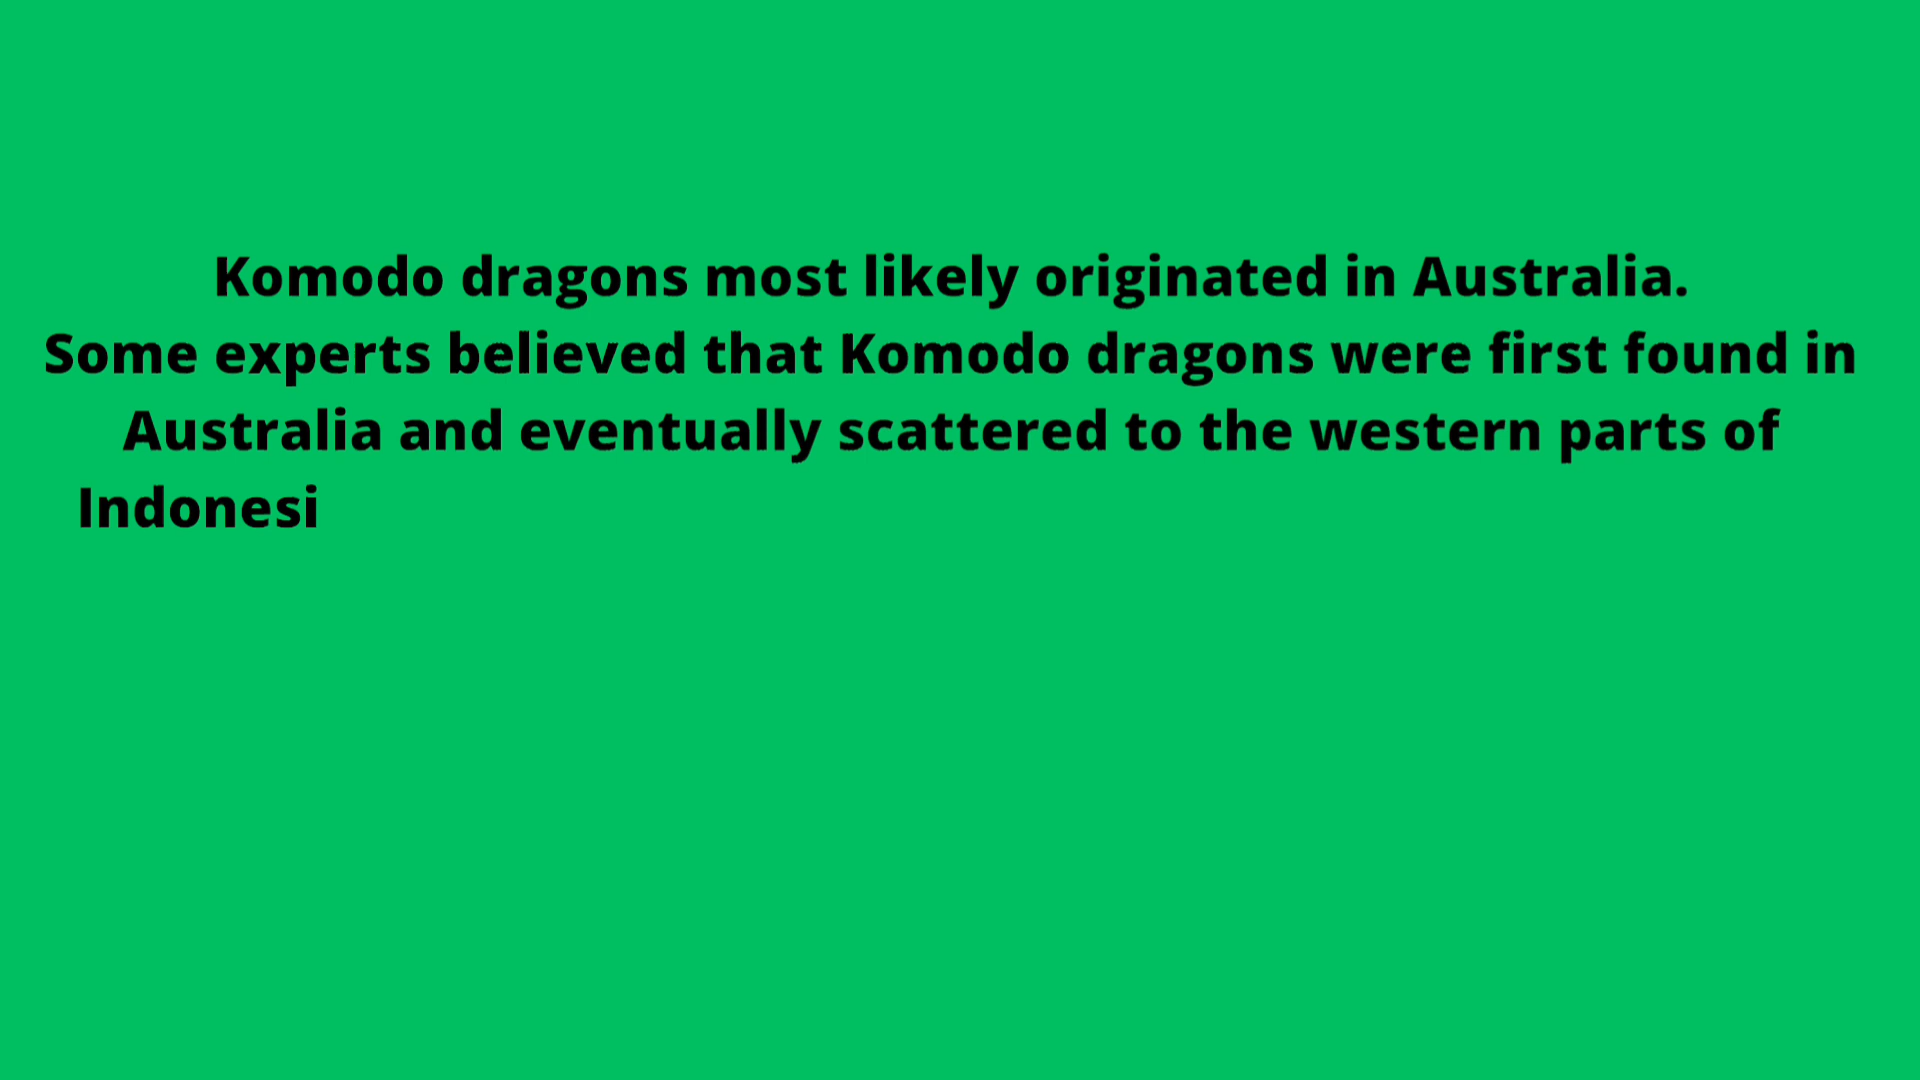 Komodo dragons most likely originated in Australia.
Some experts believed that Komodo dragons were first found in
Australia and eventually scattered to the western parts of
Indonesi